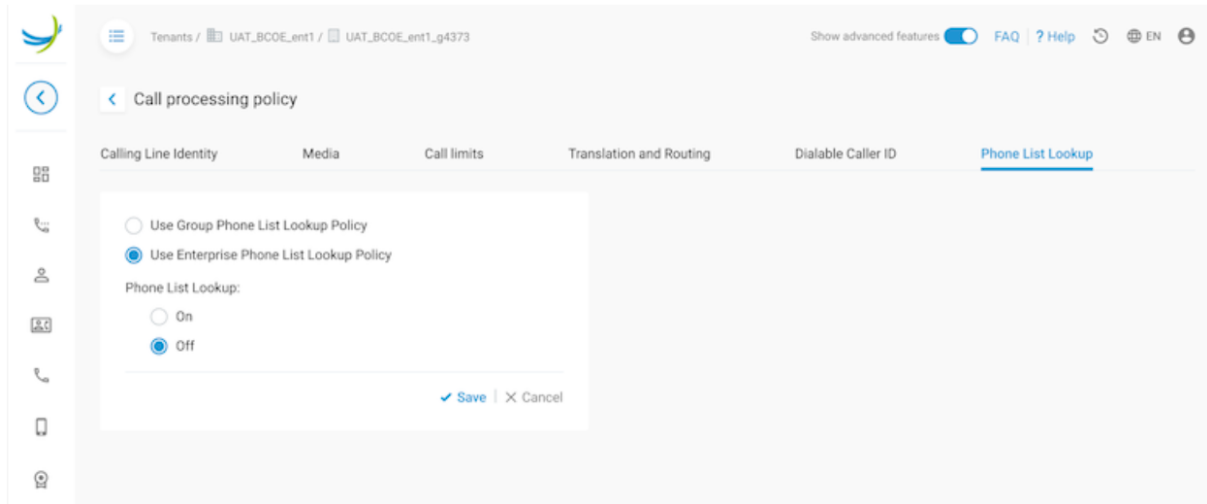 Tenants / UAT_BCOE_ent1 / UAT_BCOE_ent1_g4373
Show advanced features FAQ ? Help EN
Call processing policy
Calling Line Identity Media Call limits Translation and Routing Dialable Caller ID Phone List Lookup
Use Group Phone List Lookup Policy
Use Enterprise Phone List Lookup Policy
Phone List Lookup:
On
Off
Save Cancel